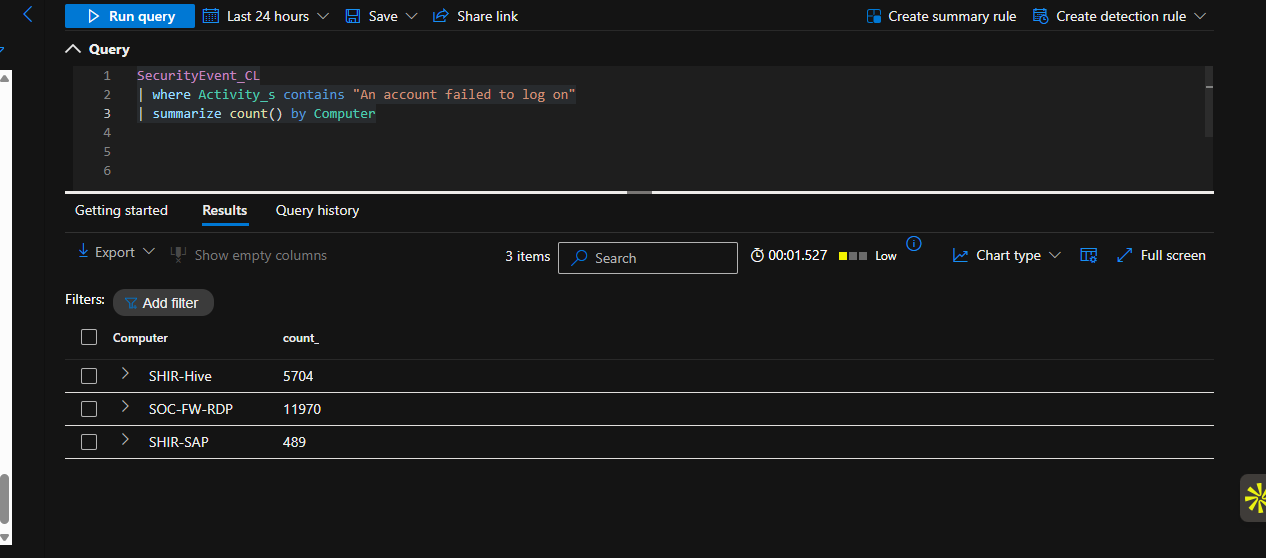 Run query Last 24 hours Save Share link Create summary rule Create detection rule
Query
1 SecurityEvent_CL
2 | where Activity_s contains "An account failed to log on"
3 | summarize count() by Computer
4
5
6
Getting started Results Query history
Export Show empty columns 3 items Search 00:01.527 Low Chart type Full screen
Filters: Add filter
Computer count_
SHIR-Hive 5704
SOC-FW-RDP 11970
SHIR-SAP 489